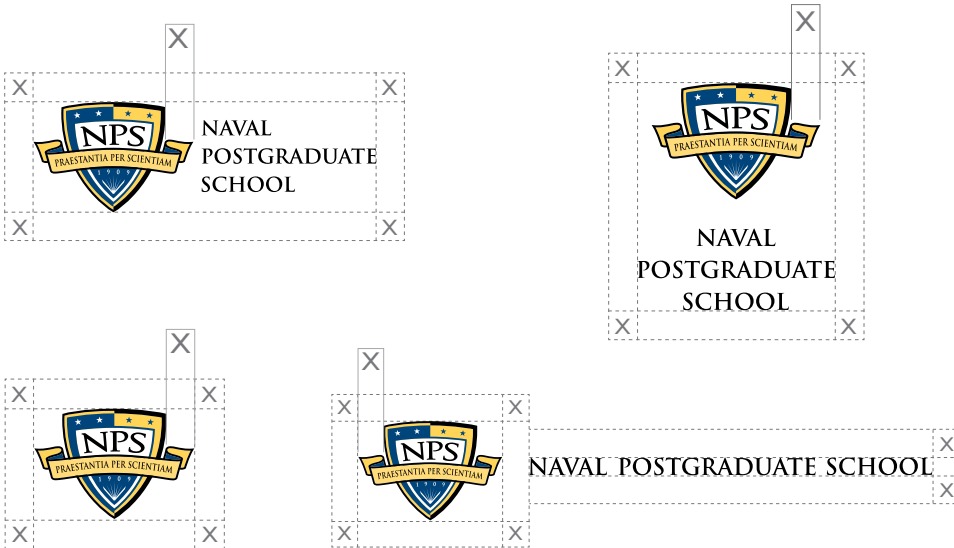 X
X
X
NPS
PRAESTANTIA PER SCIENTIAM
1909
NAVAL
POSTGRADUATE
SCHOOL
X
X
X
X
X
NPS
PRAESTANTIA PER SCIENTIAM
1909
NAVAL
POSTGRADUATE
SCHOOL
X
X
X
X
X
NPS
PRAESTANTIA PER SCIENTIAM
1909
X
X
X
X
X
NPS
PRAESTANTIA PER SCIENTIAM
1909
X
X
X
NAVAL POSTGRADUATE SCHOOL
X